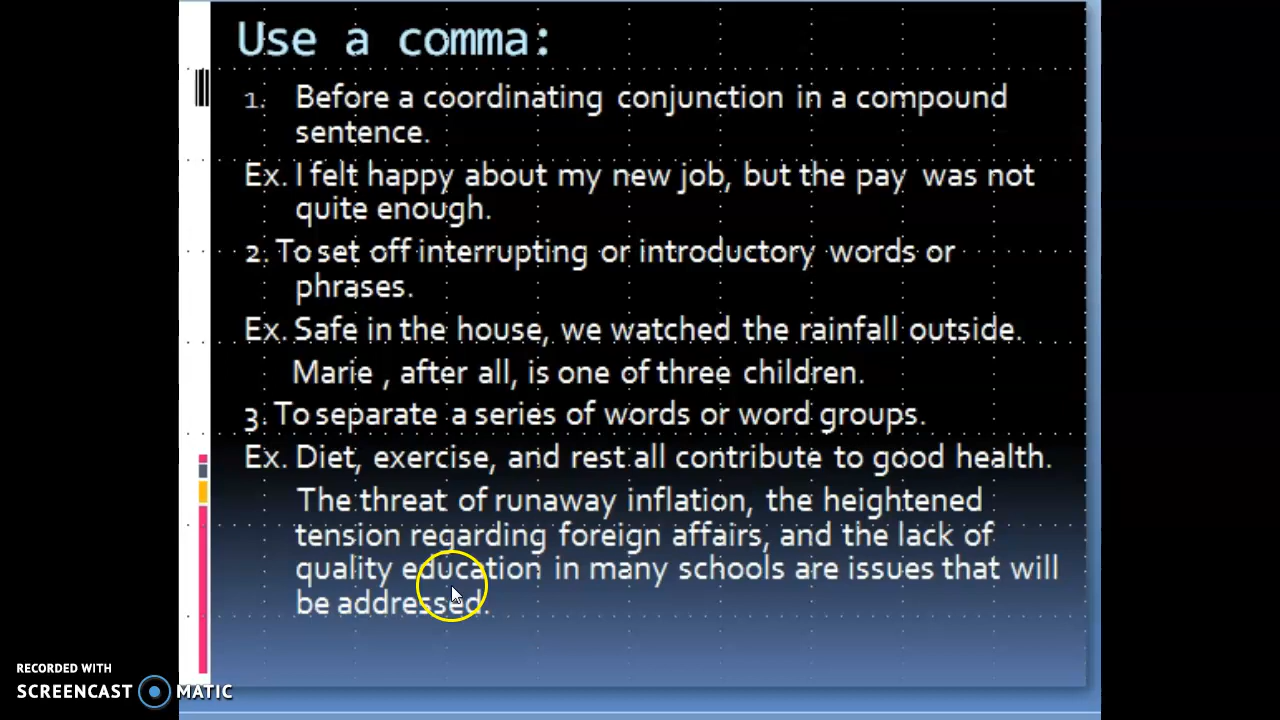 Use a comma:
1. Before a coordinating conjunction in a compound
sentence.
Ex. I felt happy about my new job, but the pay was not
quite enough.
2. To set off interrupting or introductory words or
phrases.
Ex. Safe in the house, we watched the rainfall outside.
Marie , after all, is one of three children.
3. To separate a series of words or word groups.
Ex. Diet, exercise, and rest all contribute to good health.
The threat of runaway inflation, the heightened
tension regarding foreign affairs, and the lack of
quality education in many schools are issues that will
be addressed.
RECORDED WITH
SCREENCAST MATIC